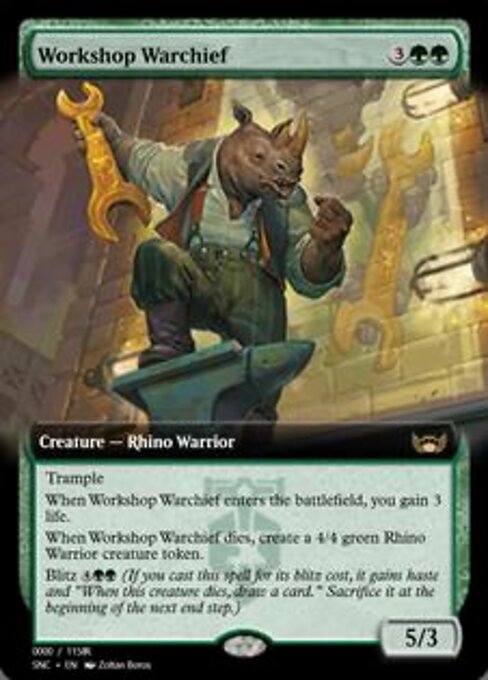 Workshop Warchief 3
Creature — Rhino Warrior
Trample
When Workshop Warchief enters the battlefield, you gain 3
life.
When Workshop Warchief dies, create a 4/4 green Rhino
Warrior creature token.
Blitz 4 (If you cast this spell for its blitz cost, it gains haste
and "When this creature dies, draw a card." Sacrifice it at the
beginning of the next end step.)
5/3
SNC • EN Zoltan Boros